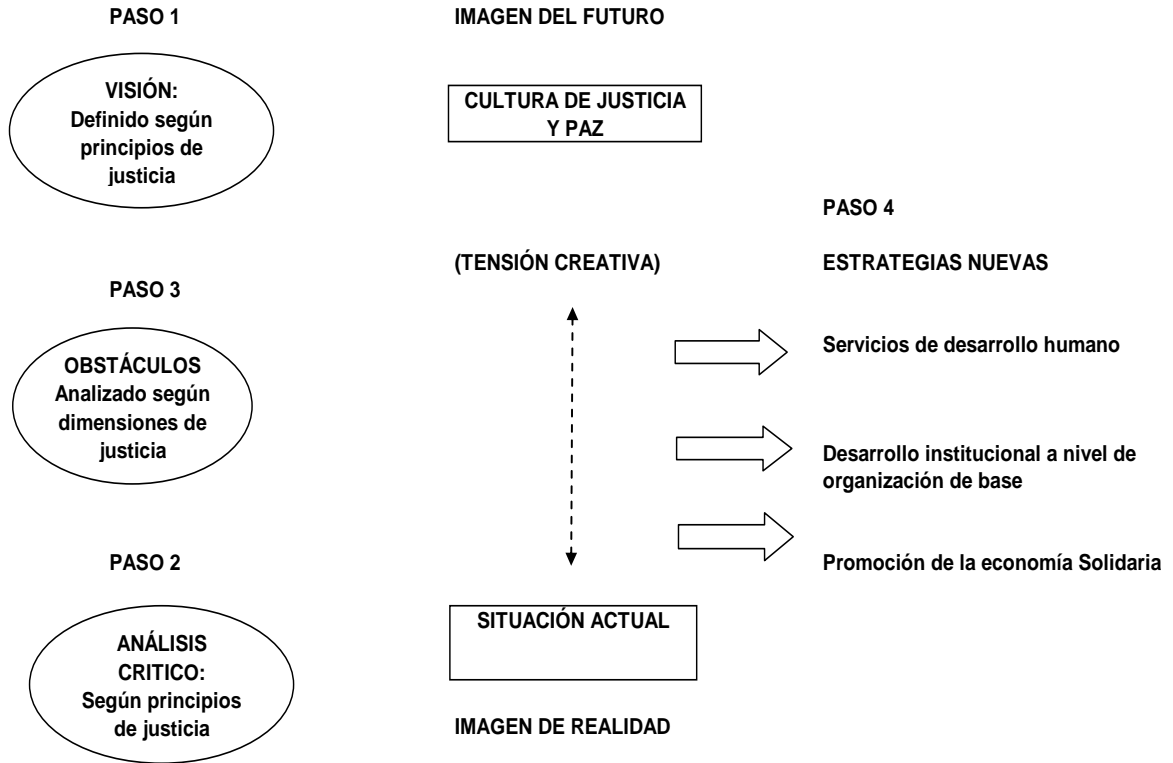 PASO 1
IMAGEN DEL FUTURO
VISIÓN:
Definido según
principios de
justicia
CULTURA DE JUSTICIA
Y PAZ
PASO 4
(TENSIÓN CREATIVA)
ESTRATEGIAS NUEVAS
PASO 3
OBSTÁCULOS
Analizado según
dimensiones de
justicia
Servicios de desarrollo humano
Desarrollo institucional a nivel de
organización de base
PASO 2
Promoción de la economía Solidaria
ANÁLISIS
CRITICO:
Según principios
de justicia
SITUACIÓN ACTUAL
IMAGEN DE REALIDAD